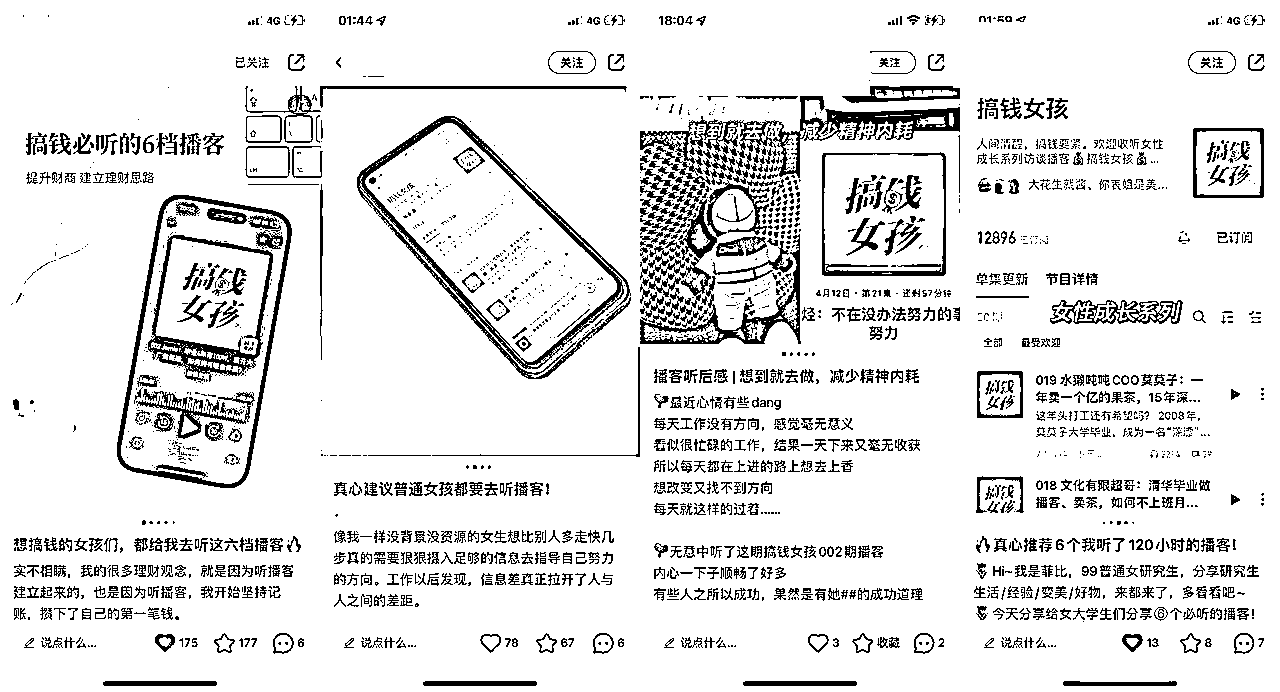 4G
已关注
搞钱必听的6档播客
提升财商 建立理财思路
搞钱
女孩
想搞钱的女孩们，都给我去听这六档播客🔥
实不相瞒，我的很多理财观念，就是因为听播客
建立起来的，也是因为听播客，我开始坚持记
账，攒下了自己的第一笔钱。
说点什么...
175
177
6
01:44
4G
关注
真心建议普通女孩都要去听播客！
.
像我一样没背景没资源的女生想比别人多走快几
步真的需要狠狠摄入足够的信息去指导自己努力
的方向。工作以后发现，信息差真正拉开了人与
人之间的差距。
说点什么...
78
67
6
18:04
关注
想到就去做 减少精神内耗
搞钱
女孩
4月12日・第21集・还剩57分钟
烃：不在没办法努力的事
努力
播客听后感 | 想到就去做，减少精神内耗
最近心情有些dang
每天工作没有方向，感觉毫无意义
看似很忙碌的工作，结果一天下来又毫无收获
所以每天都在上进的路上想去上香
想改变又找不到方向
每天就这样的过着......
无意中听了这期搞钱女孩002期播客
内心一下子顺畅了好多
有些人之所以成功，果然是有她##的成功道理
说点什么...
3
收藏
2
01:59
4G
关注
搞钱女孩
人间清醒，搞钱要紧。欢迎收听女性
成长系列访谈播客💰搞钱女孩💰...
大花生就酱、你表姐是美...
搞钱
女孩
12896 已订阅
已订阅
单集更新 节目详情
女性成长系列
全部 最受欢迎
搞钱
女孩
019 水獭吨吨COO莫莫子：一
年卖一个亿的果茶，15年深...
这年头打工还有希望吗？2008年，
莫莫子大学毕业，成为一名“深漂”...
搞钱
女孩
018 文化有限超哥：清华毕业做
播客、卖茶，如何不上班月...
🔥真心推荐6个我听了120小时的播客！
Hi~我是菲比，99普通女研究生，分享研究生
生活/经验/变美/好物，来都来了，多看看吧~
今天分享给女大学生们分享⑥个必听的播客！
说点什么...
13
8
7